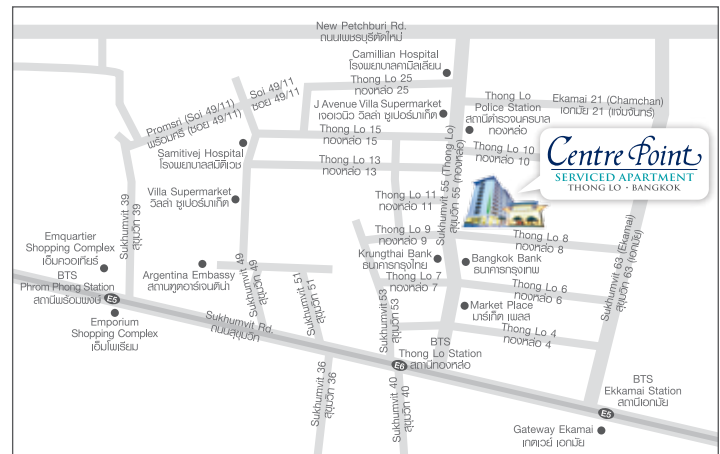 New Petchburi Rd.
ถนนเพชรบุรีตัดใหม่
Camillian Hospital
โรงพยาบาลคามิลเลียน
Thong Lo 25
ทองหล่อ 25
Soi 49/11
ซอย 49/11
Promsri (Soi 49/11)
พร้อมศรี (ซอย 49/11)
J Avenue Villa Supermarket
เจอเวนิว วิลล่า ซูเปอร์มาเก็ต
Thong Lo
Police Station
สถานีตำรวจนครบาล
ทองหล่อ
Ekamai 21 (Chamchan)
เอกมัย 21 (แจ่มจันทร์)
Thong Lo 15
ทองหล่อ 15
Samitivej Hospital
โรงพยาบาลสมิติเวช
Thong Lo 13
ทองหล่อ 13
Thong Lo 10
ทองหล่อ 10
Centre Point
SERVICED APARTMENT
THONG LO · BANGKOK
Villa Supermarket
วิลล่า ซูเปอร์มาเก็ต
Thong Lo 11
ทองหล่อ 11
Sukhumvit 55 (Thong Lo)
สุขุมวิท 55 (ทองหล่อ)
Sukhumvit 39
สุขุมวิท 39
Emquartier
Shopping Complex
เอ็มควอเทียร์
BTS
Phrom Phong Station
สถานีพร้อมพงษ์
E5
Argentina Embassy
สถานทูตอาร์เจนติน่า
Thong Lo 9
ทองหล่อ 9
Thong Lo 8
ทองหล่อ 8
Krungthai Bank
ธนาคารกรุงไทย
Bangkok Bank
ธนาคารกรุงเทพ
Thong Lo 7
ทองหล่อ 7
Thong Lo 6
ทองหล่อ 6
Sukhumvit 63 (Ekamai)
สุขุมวิท 63 (เอกมัย)
Sukhumvit 49
สุขุมวิท 49
Sukhumvit 51
สุขุมวิท 51
Sukhumvit 53
สุขุมวิท 53
Market Place
มาร์เก็ต เพลส
Thong Lo 4
ทองหล่อ 4
Emporium
Shopping Complex
เอ็มโพเรียม
Sukhumvit Rd.
ถนนสุขุมวิท
BTS
Thong Lo Station
สถานีทองหล่อ
E6
Sukhumvit 36
สุขุมวิท 36
Sukhumvit 40
สุขุมวิท 40
BTS
Ekkamai Station
สถานีเอกมัย
E5
Gateway Ekamai
เกตเวย์ เอกมัย